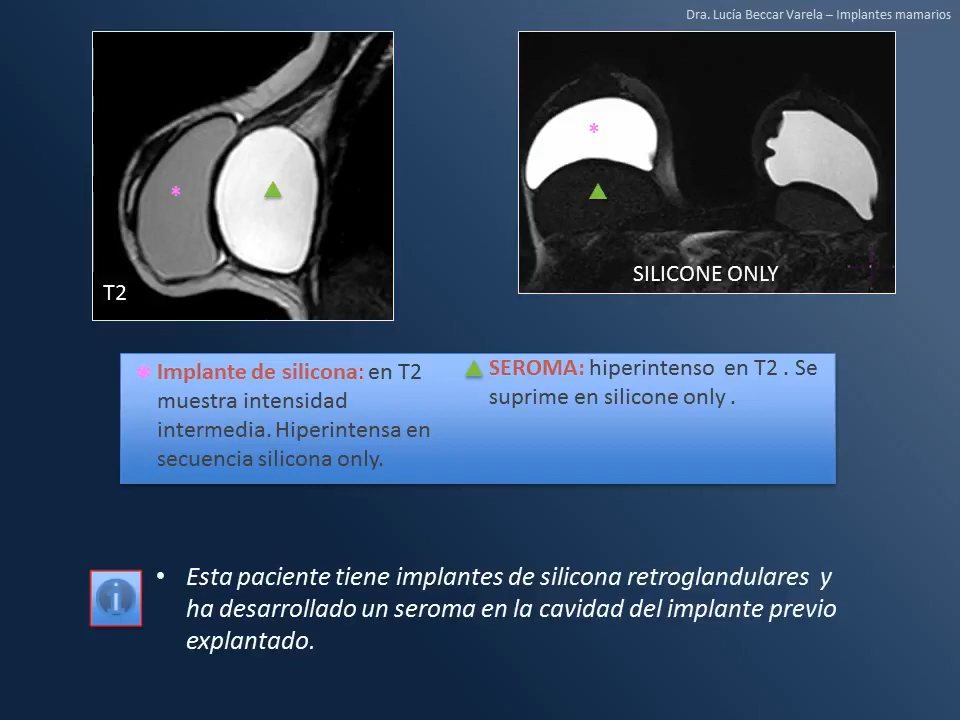 Dra. Lucía Beccar Varela – Implantes mamarios
T2
SILICONE ONLY
* Implante de silicona: en T2
muestra intensidad
intermedia. Hiperintensa en
secuencia silicona only.
SEROMA: hiperintenso en T2 . Se
suprime en silicone only .
i
• Esta paciente tiene implantes de silicona retroglandulares y
ha desarrollado un seroma en la cavidad del implante previo
explantado.